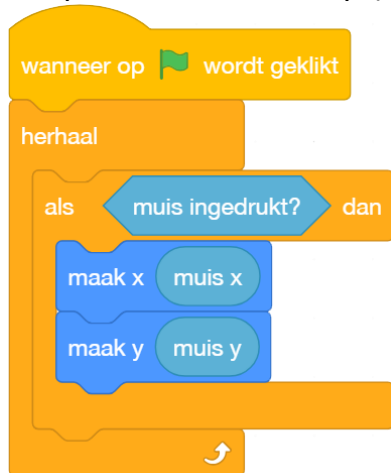 wanneer op wordt geklikt
herhaal
als muis ingedrukt? dan
maak x muis x
maak y muis y